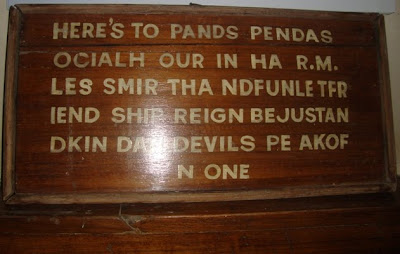 HERE'S TO PANDS PENDAS
OCIALH OUR IN HA R.M.
LES SMIR THA NDFUNLE TFR
IEND SHIP REIGN BEJUSTAN
DKIN DAN DEVILS PE AKOF
N ONE